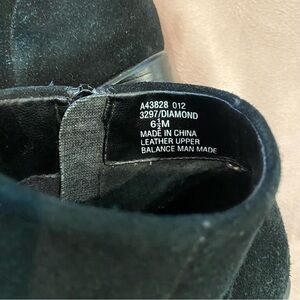 A43828 012
3297/DIAMOND
6½M
MADE IN CHINA
LEATHER UPPER
BALANCE MAN MADE